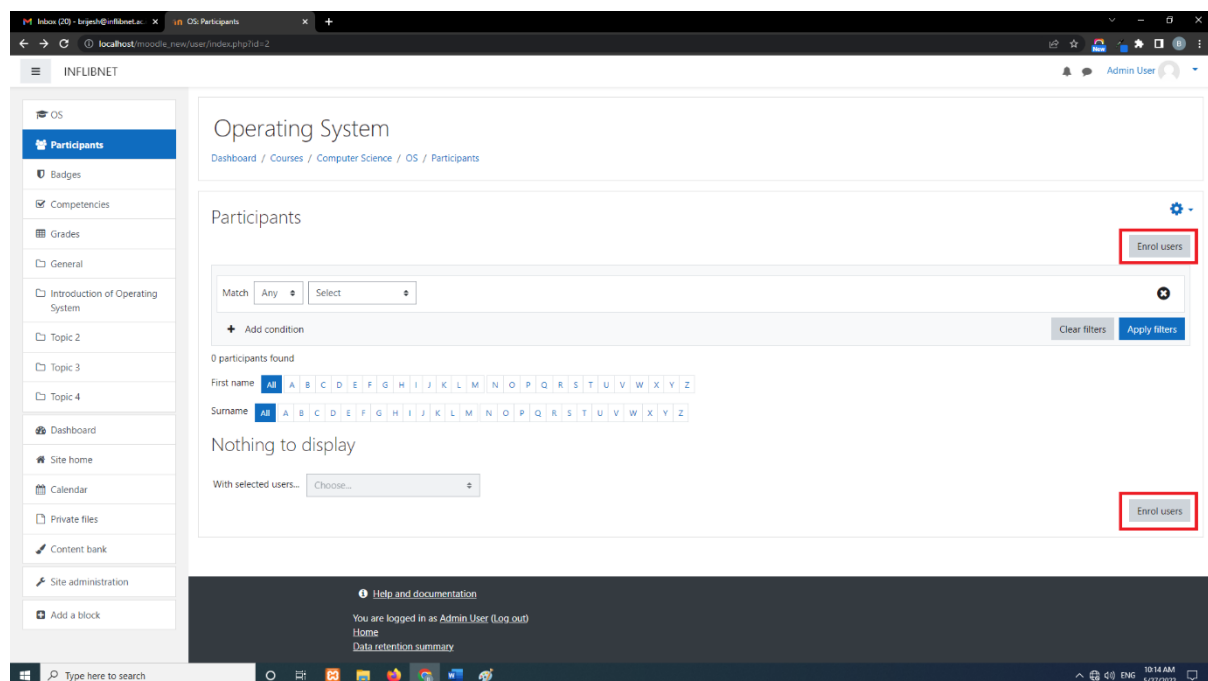 Inbox (20) - brijesh@inflibnet.ac.
OS: Participants
localhost/moodle_new/user/index.php?id=2
New
B
INFLIBNET
Admin User
OS
Participants
Badges
Competencies
Grades
General
Introduction of Operating
System
Topic 2
Topic 3
Topic 4
Dashboard
Site home
Calendar
Private files
Content bank
Site administration
Add a block
Operating System
Dashboard / Courses / Computer Science / OS / Participants
Participants
Enrol users
Match Any Select
Add condition
Clear filters Apply filters
0 participants found
First name All A B C D E F G H I J K L M N O P Q R S T U V W X Y Z
Surname All A B C D E F G H I J K L M N O P Q R S T U V W X Y Z
Nothing to display
With selected users... Choose...
Enrol users
Help and documentation
You are logged in as Admin User (Log out)
Home
Data retention summary
Type here to search
ENG
10:14 AM
5/27/2022